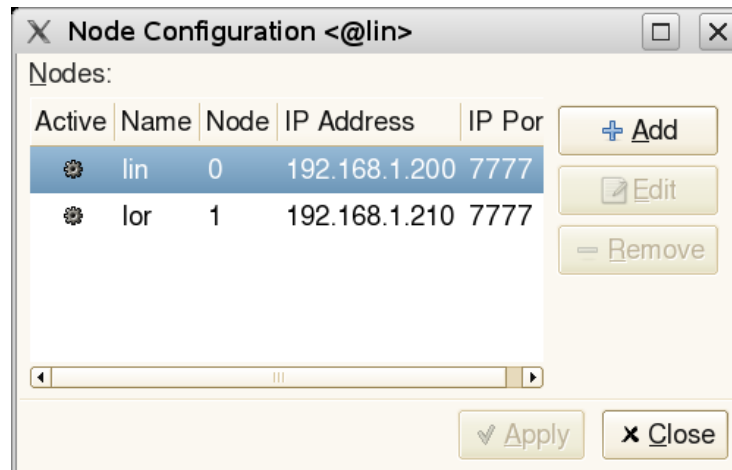 Node Configuration <@lin>
Nodes:
Active Name Node IP Address IP Por
lin 0 192.168.1.200 7777
lor 1 192.168.1.210 7777
Add
Edit
Remove
Apply Close